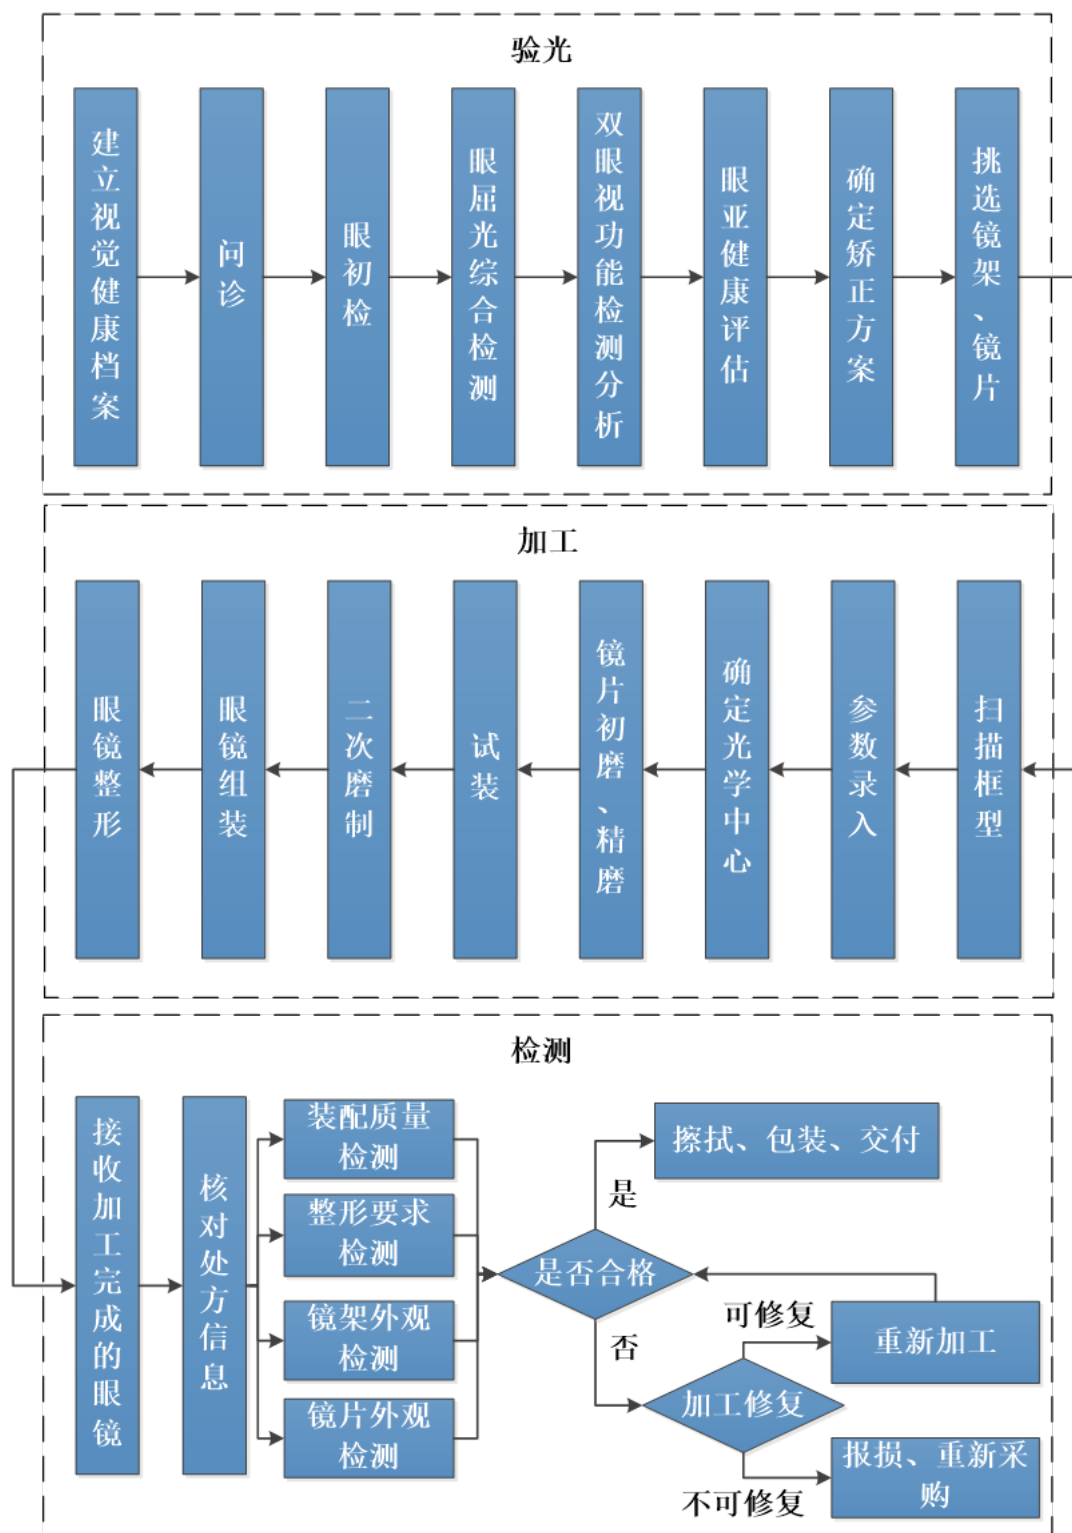 验光
建立视觉健康档案
问诊
眼初检
眼屈光综合检测
双眼视功能检测分析
眼亚健康评估
确定矫正方案
挑选镜架、镜片
加工
眼镜整形
眼镜组装
二次磨制
试装
镜片初磨、精磨
确定光学中心
参数录入
扫描框型
检测
接收加工完成的眼镜
核对处方信息
装配质量
检测
整形要求
检测
镜架外观
检测
镜片外观
检测
是否合格
是
擦拭、包装、交付
否
加工修复
可修复
重新加工
不可修复
报损、重新采
购